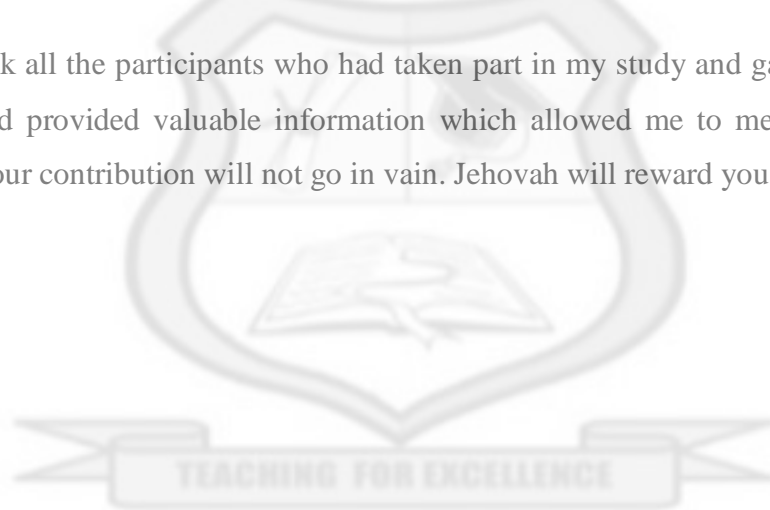 k all the participants who had taken part in my study and ga
d provided valuable information which allowed me to me
our contribution will not go in vain. Jehovah will reward you
TEACHING FOR EXCELLENCE